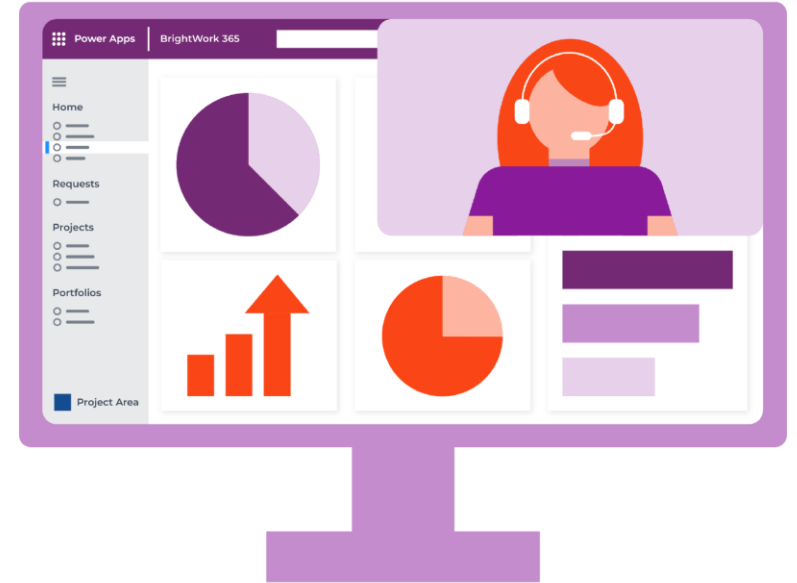 Power Apps
BrightWork 365
Home
Requests
Projects
Portfolios
Project Area